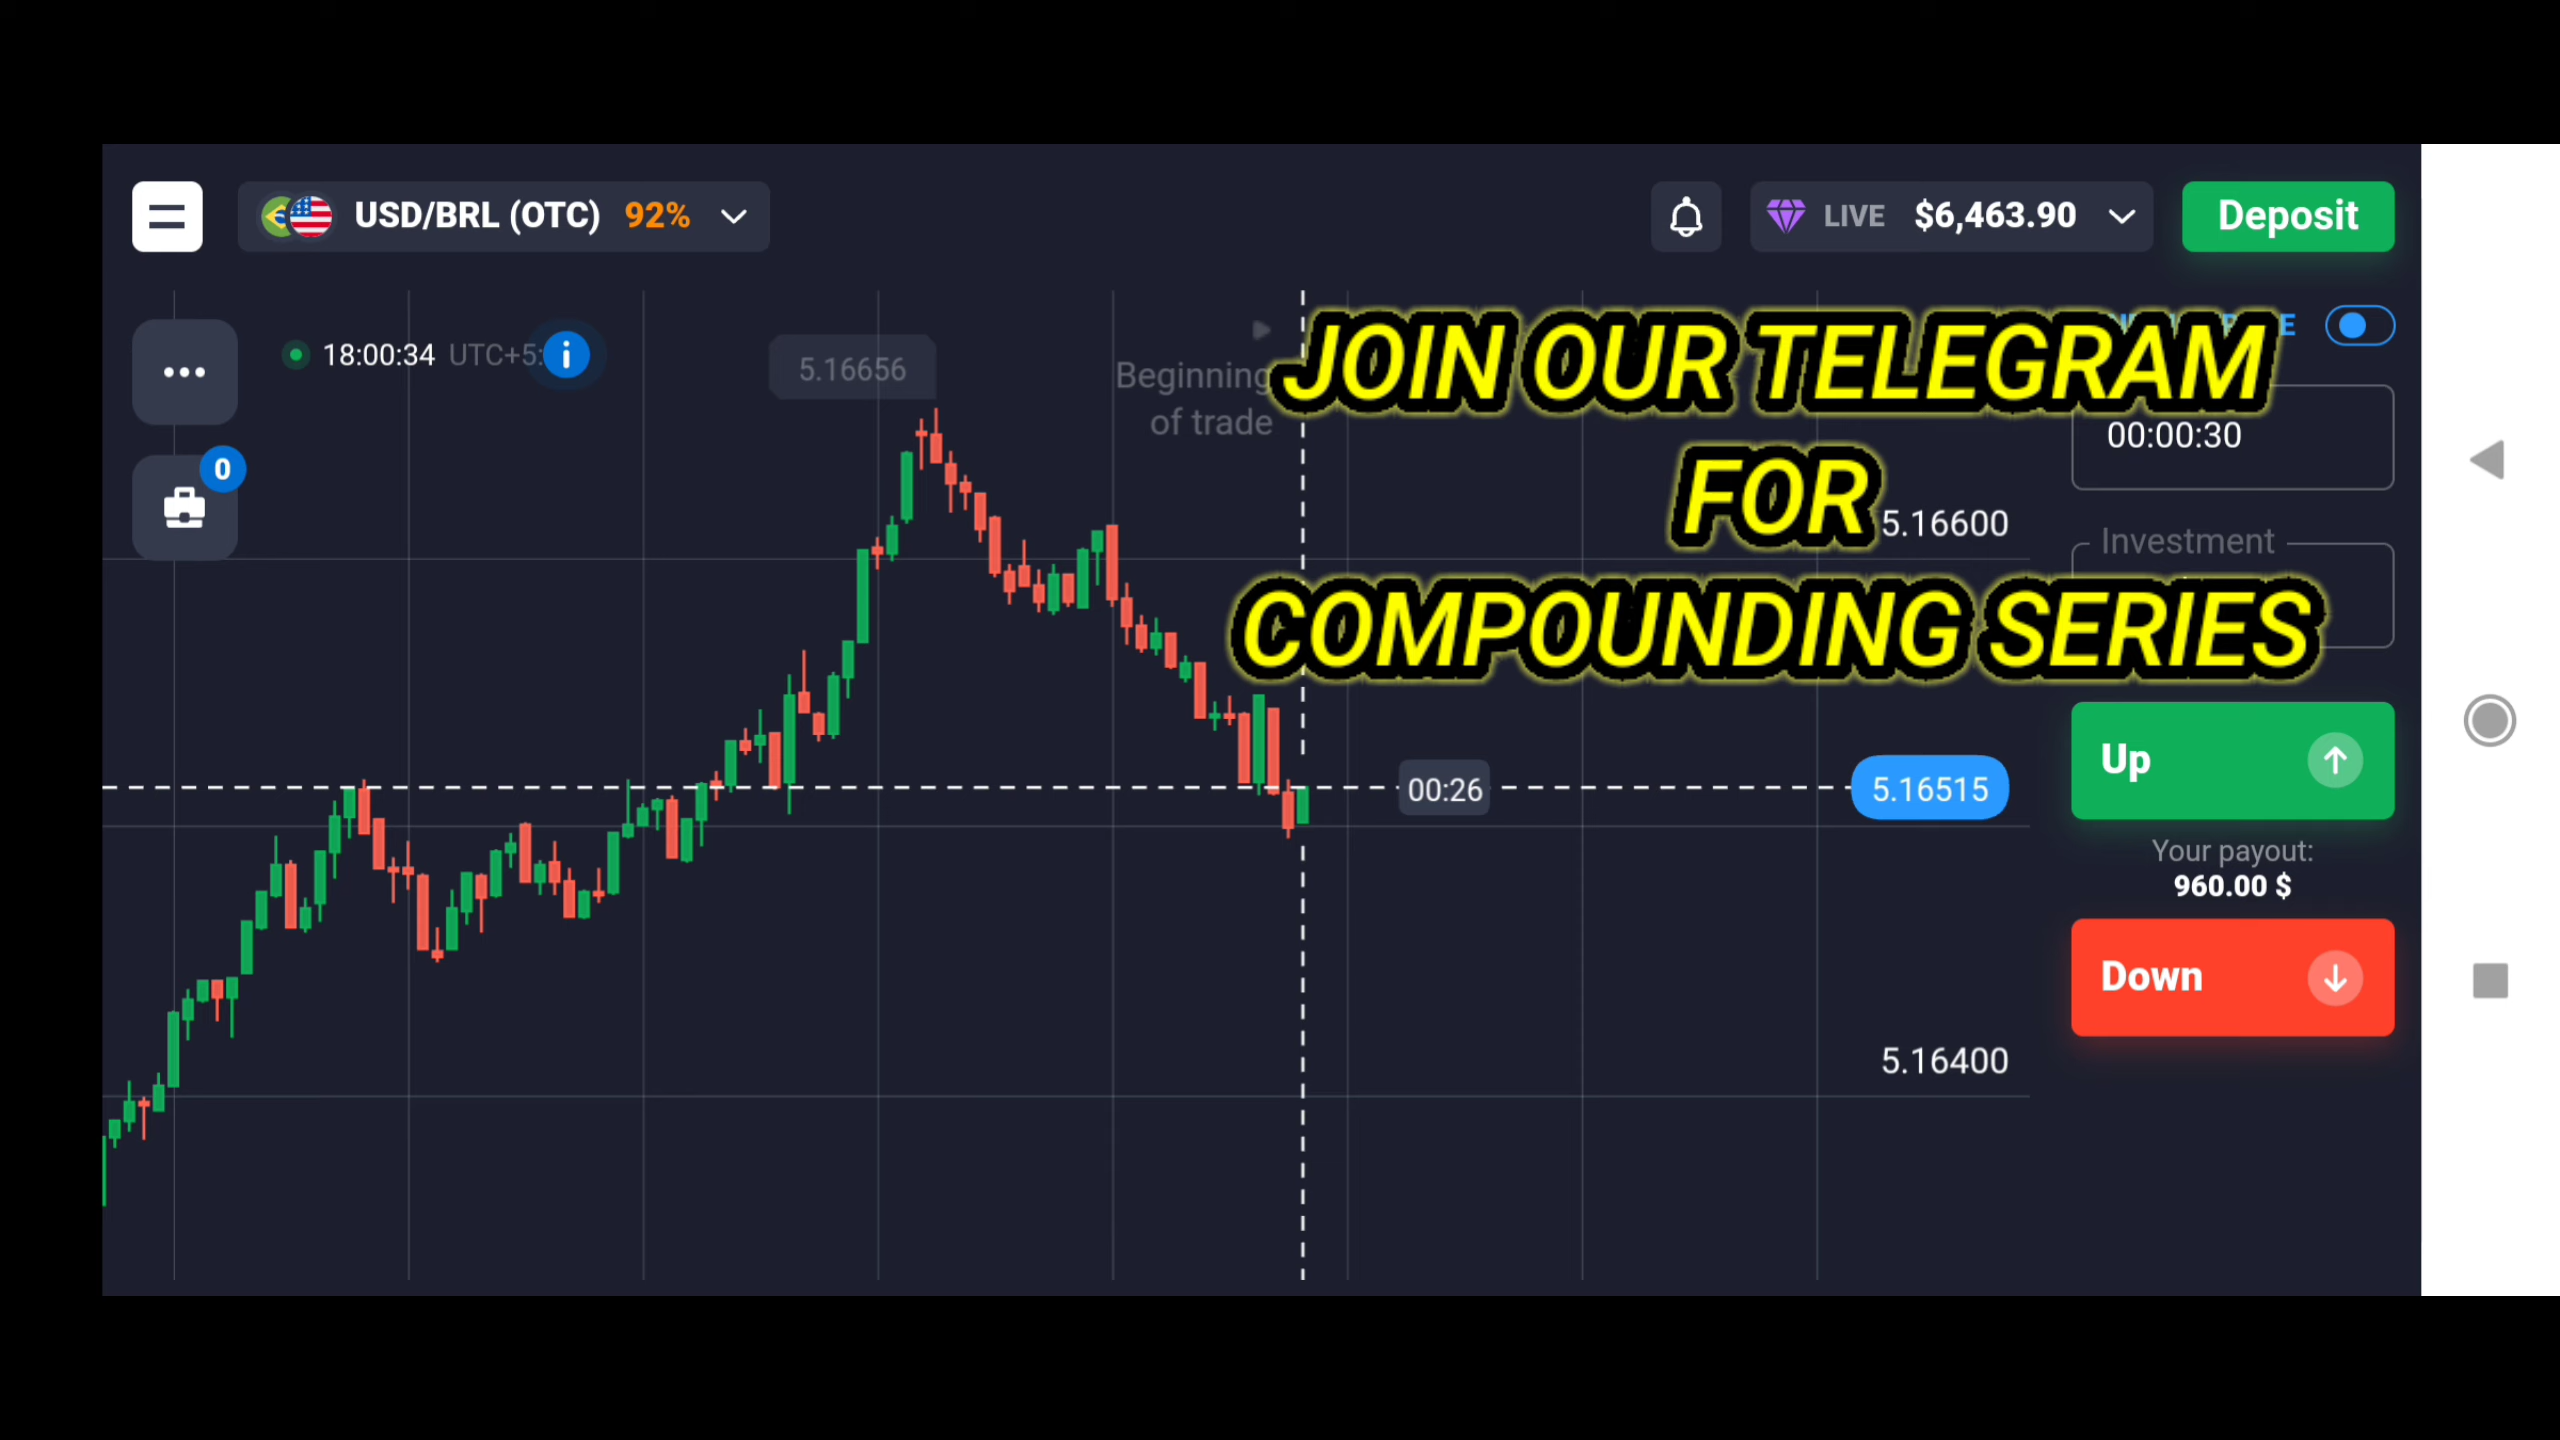 USD/BRL (OTC) 92%
LIVE $6,463.90
Deposit
18:00:34 UTC+5:
5.16656
Beginning
of trade
JOIN OUR TELEGRAM
FOR
COMPOUNDING SERIES
00:00:30
0
5.16600
Investment
00:26
5.16515
Up
Your payout:
960.00 $
Down
5.16400